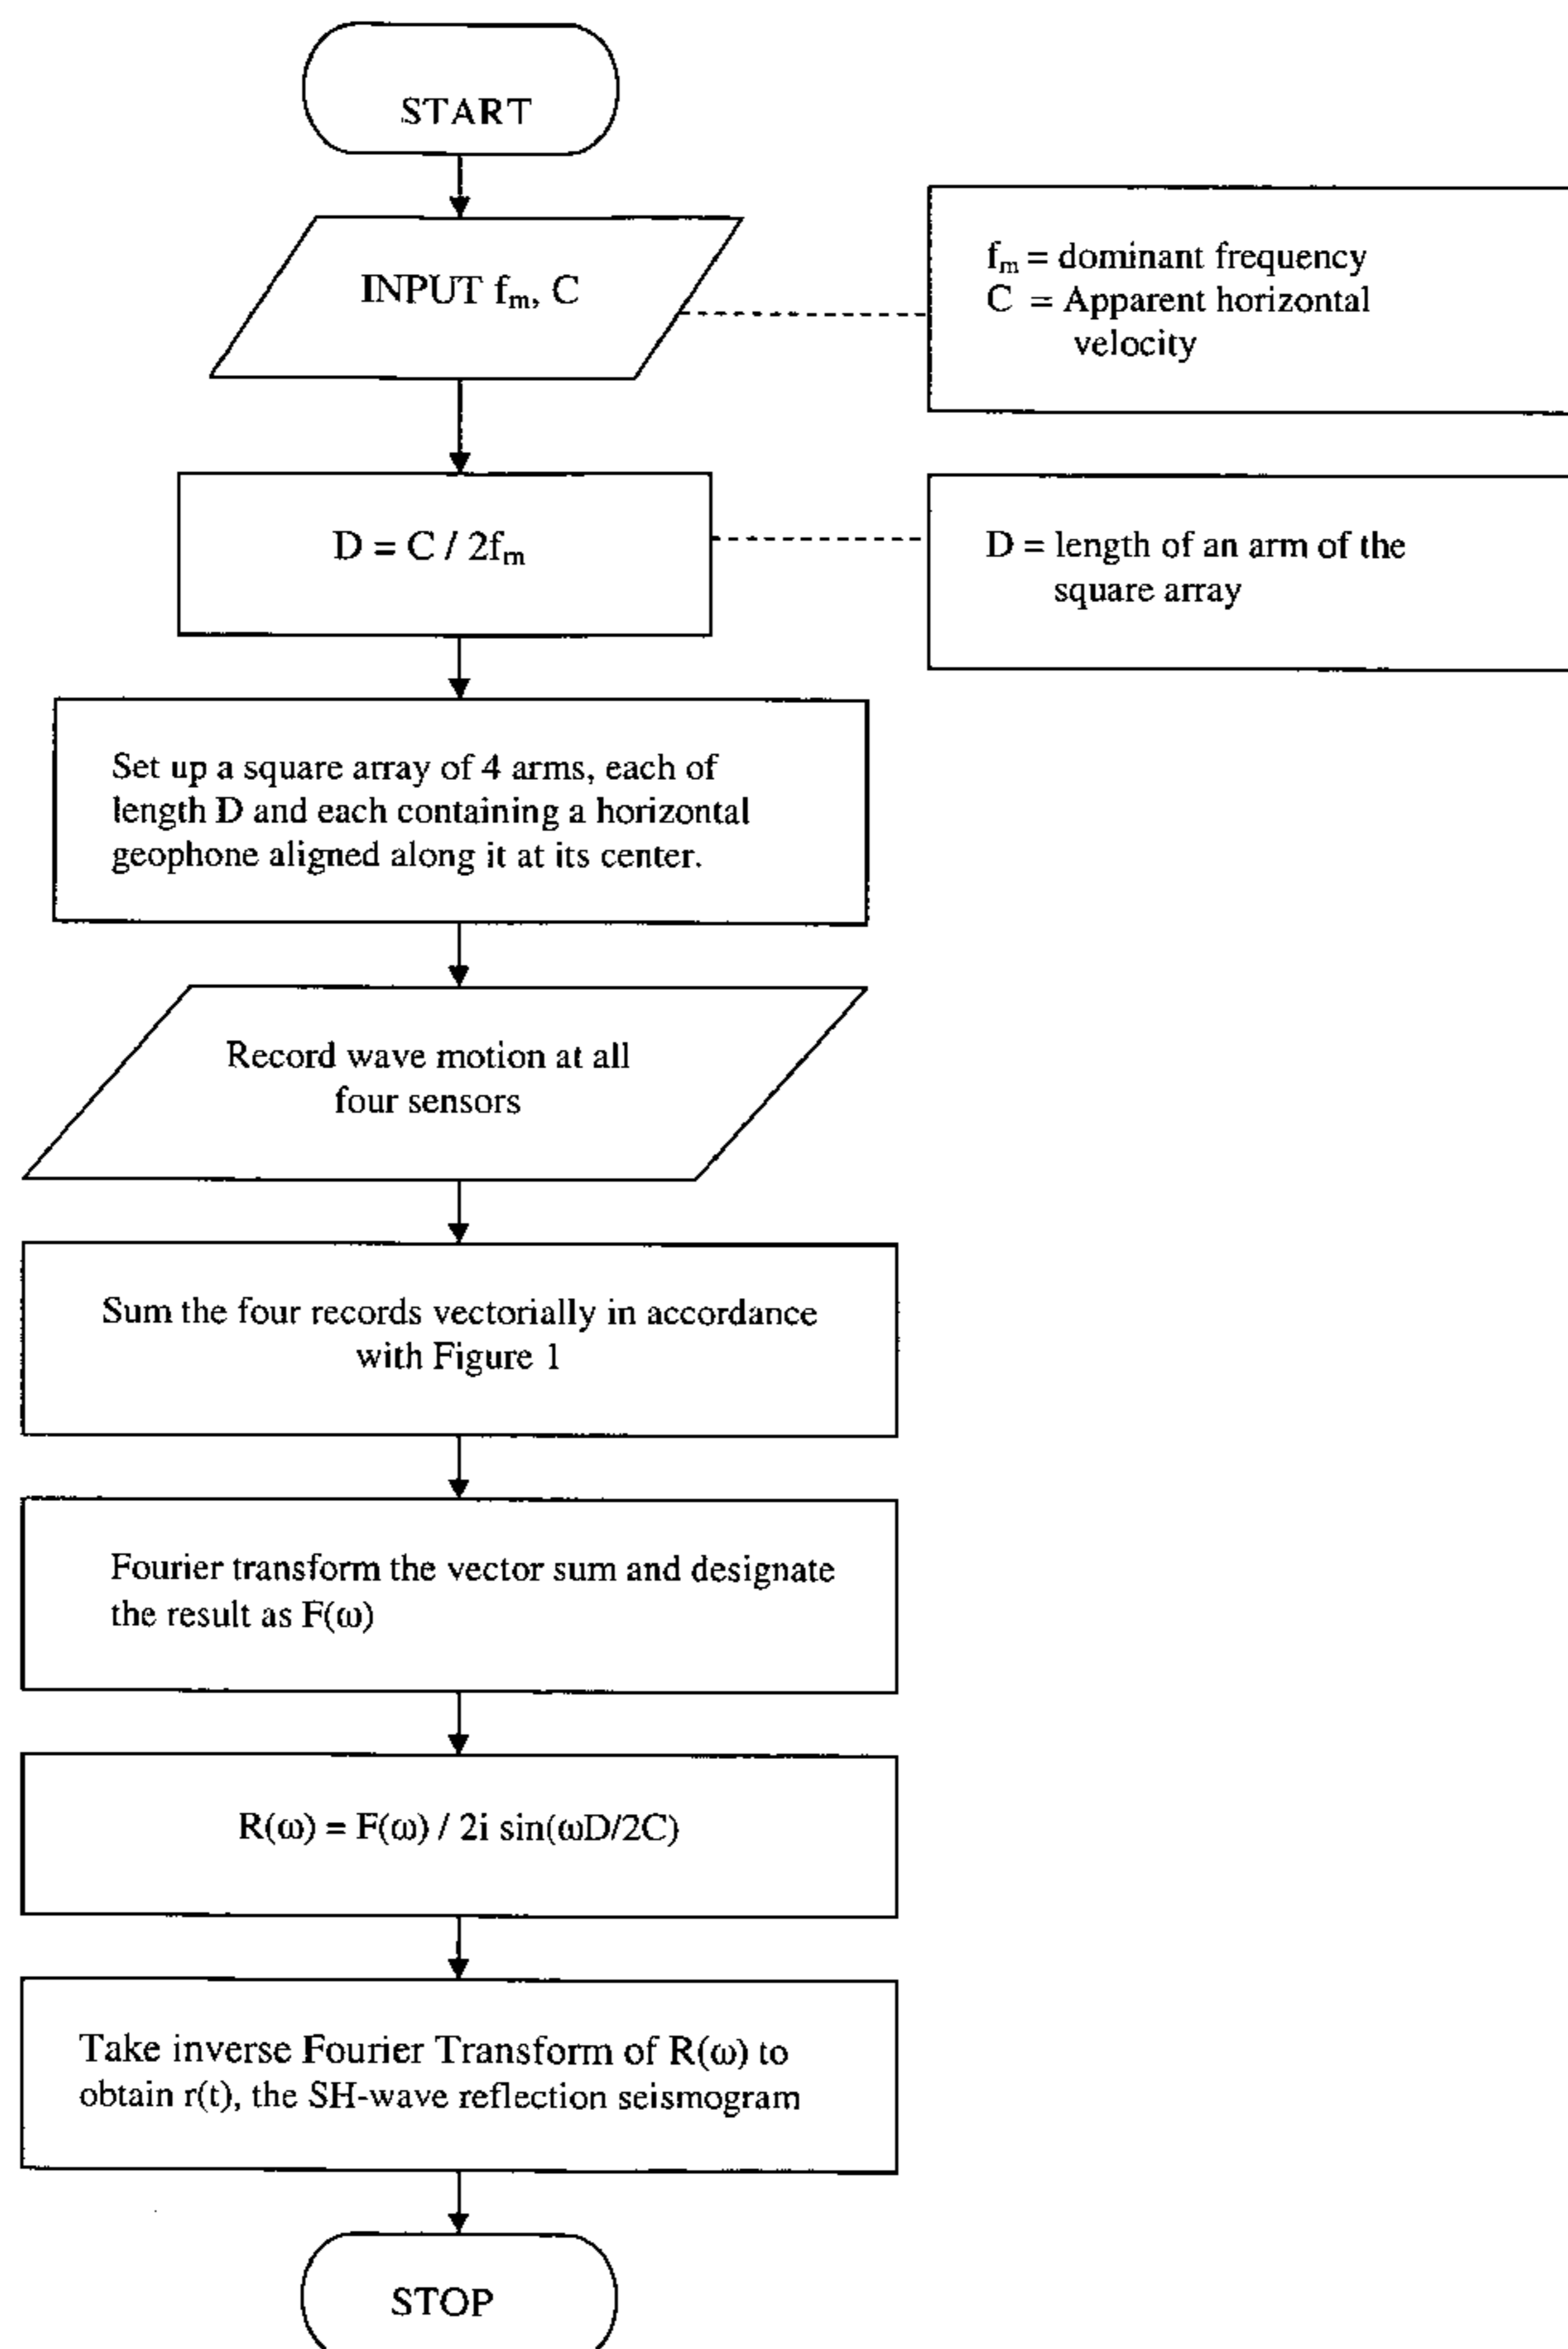 START
INPUT fₘ, C
fₘ = dominant frequency
C = Apparent horizontal
velocity
D = C / 2fₘ
D = length of an arm of the
square array
Set up a square array of 4 arms, each of
length D and each containing a horizontal
geophone aligned along it at its center.
Record wave motion at all
four sensors
Sum the four records vectorially in accordance
with Figure 1
Fourier transform the vector sum and designate
the result as F(ω)
R(ω) = F(ω) / 2i sin(ωD/2C)
Take inverse Fourier Transform of R(ω) to
obtain r(t), the SH-wave reflection seismogram
STOP